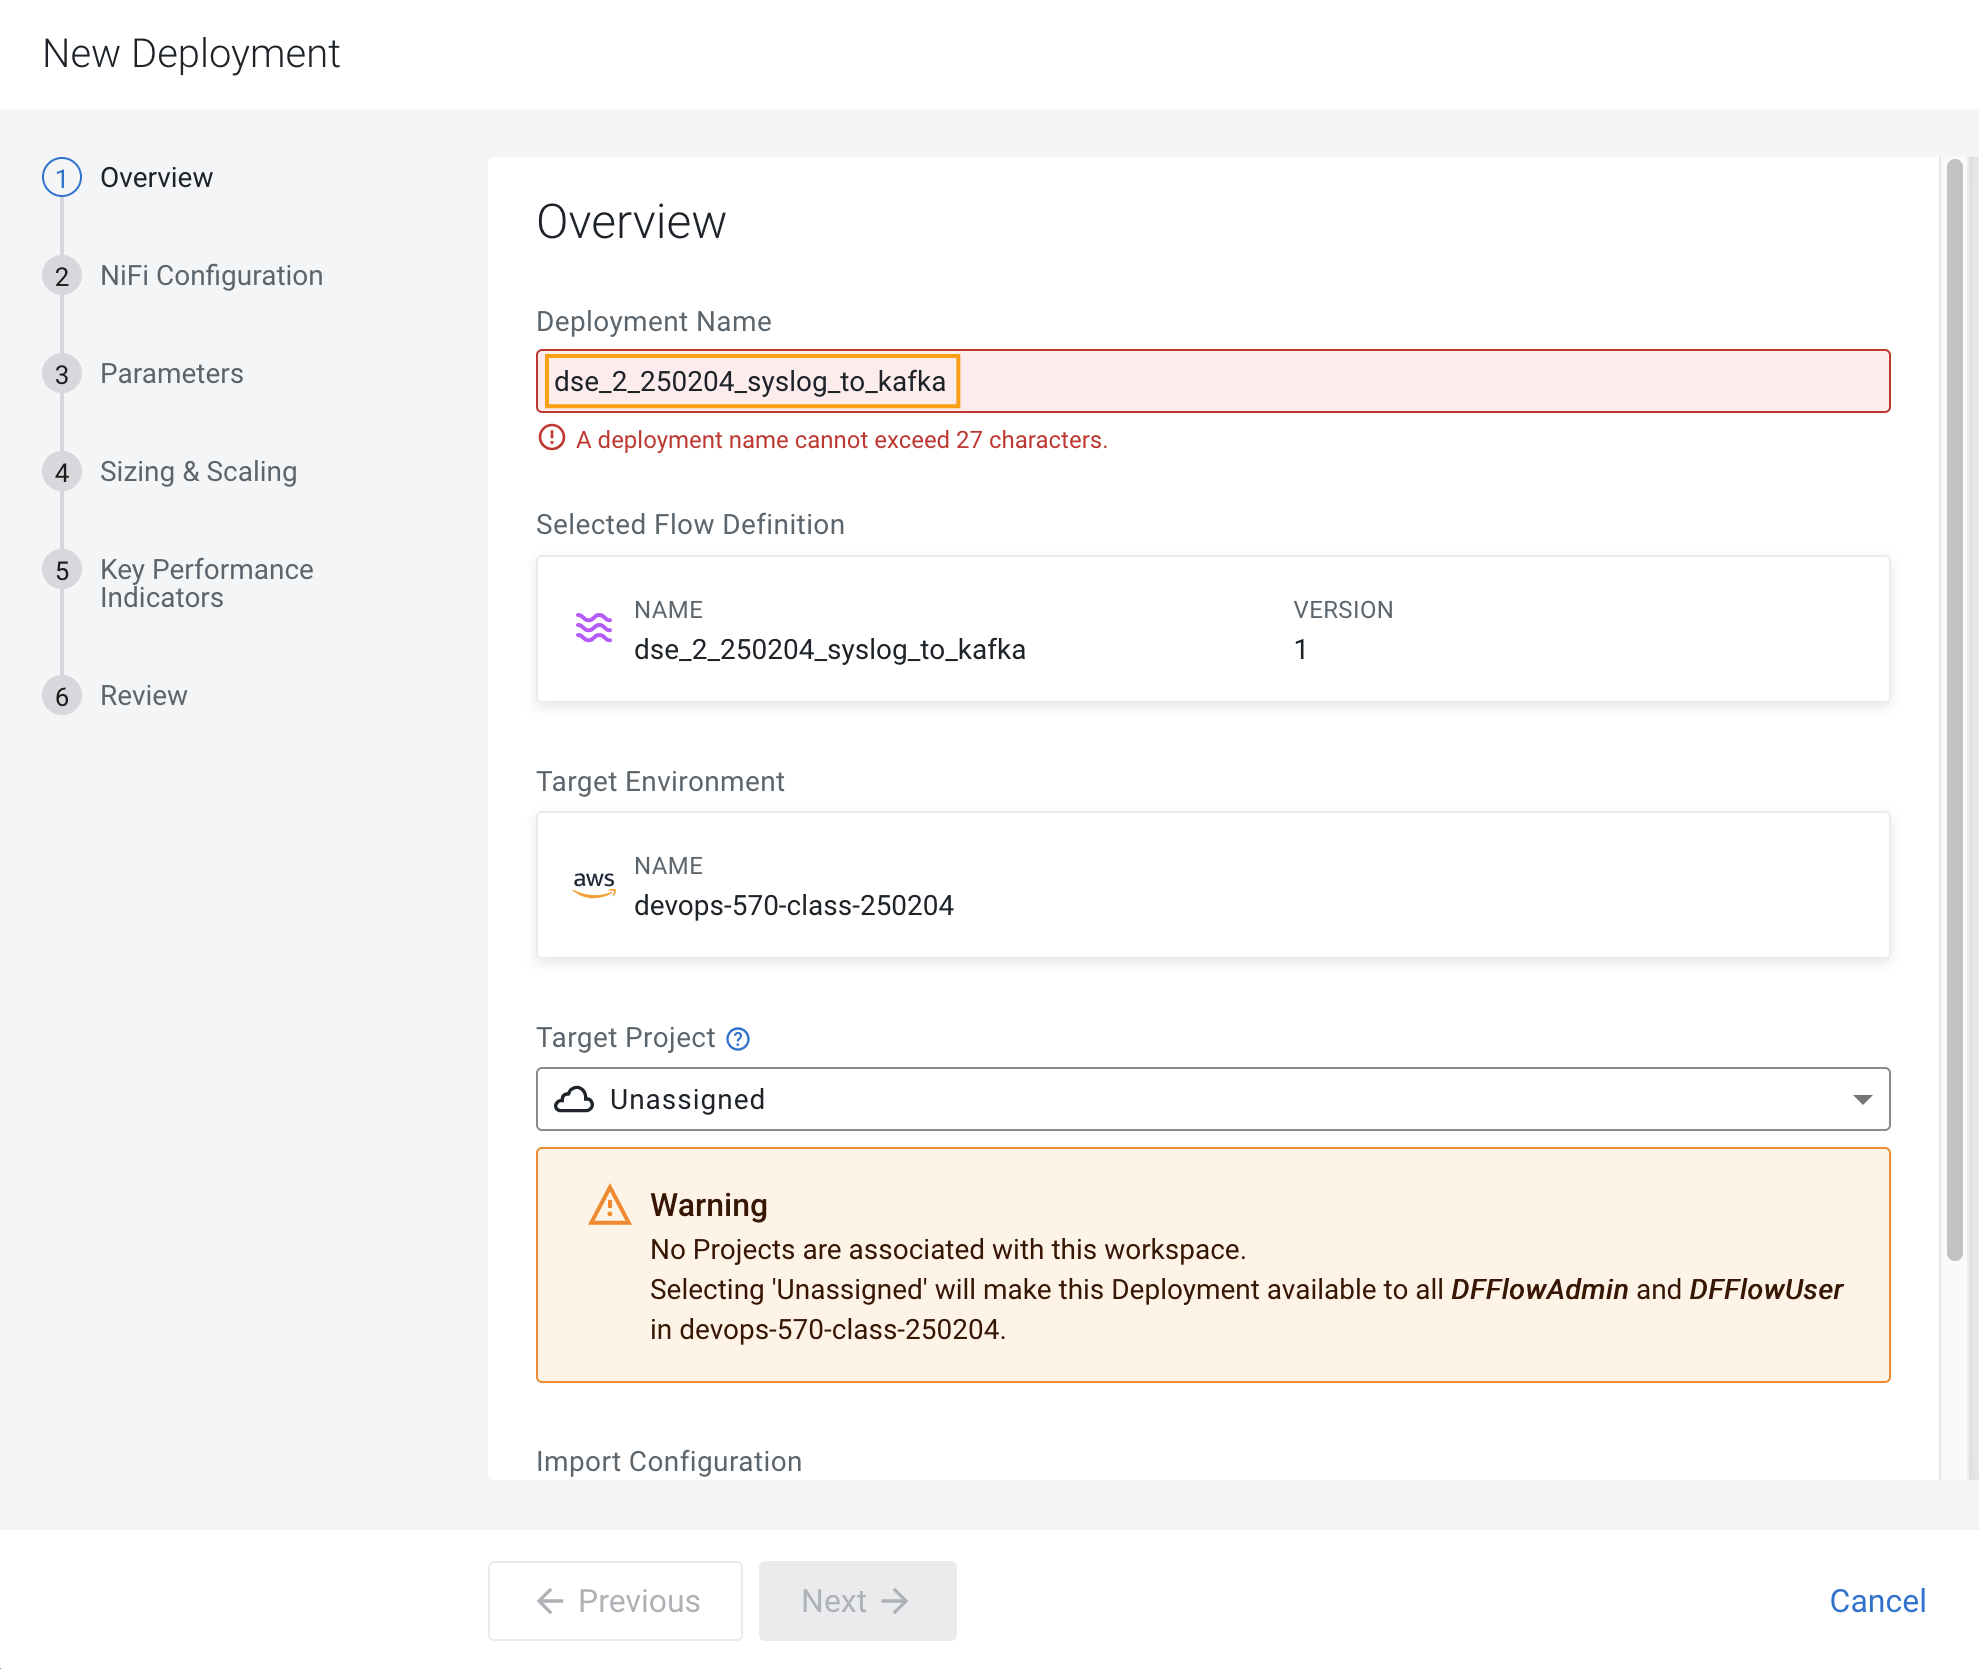 New Deployment
1 Overview
2 NiFi Configuration
3 Parameters
4 Sizing & Scaling
5 Key Performance
Indicators
6 Review
Overview
Deployment Name
dse_2_250204_syslog_to_kafka
A deployment name cannot exceed 27 characters.
Selected Flow Definition
NAME VERSION
dse_2_250204_syslog_to_kafka 1
Target Environment
aws
NAME
devops-570-class-250204
Target Project ?
Unassigned
Warning
No Projects are associated with this workspace.
Selecting 'Unassigned' will make this Deployment available to all DFFlowAdmin and DFFlowUser
in devops-570-class-250204.
Import Configuration
Previous Next Cancel